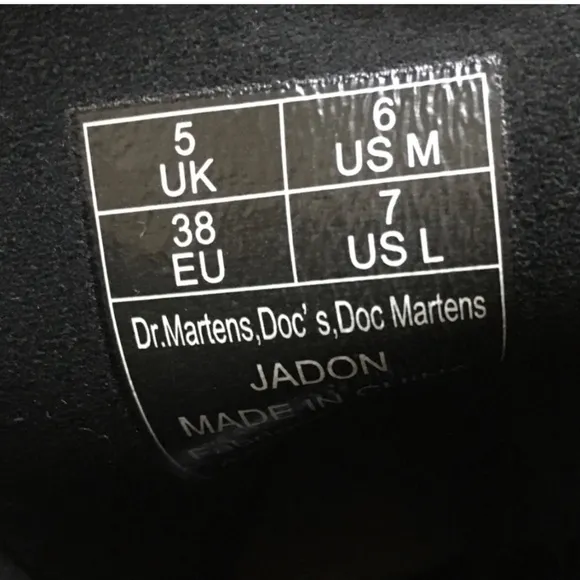 5
UK
6
US M
38
EU
7
US L
Dr.Martens,Doc's,Doc Martens
JADON
MADE IN